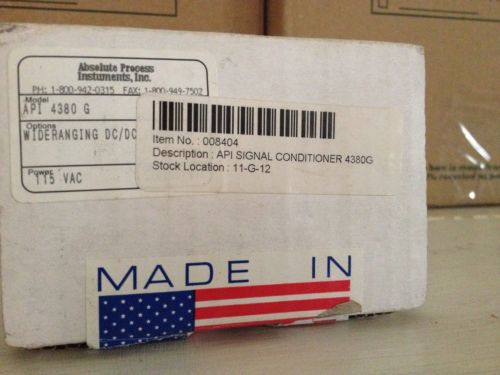 Absolute Process
Instuments, Inc.
PH: 1-800-942-0315 FAX: 1-800-949-7502
Model
API 4380 G
Options
WIDERANGING DC/DC
Power
115 VAC
Item No. : 008404
Description : API SIGNAL CONDITIONER 4380G
Stock Location : 11-G-12
MADE IN